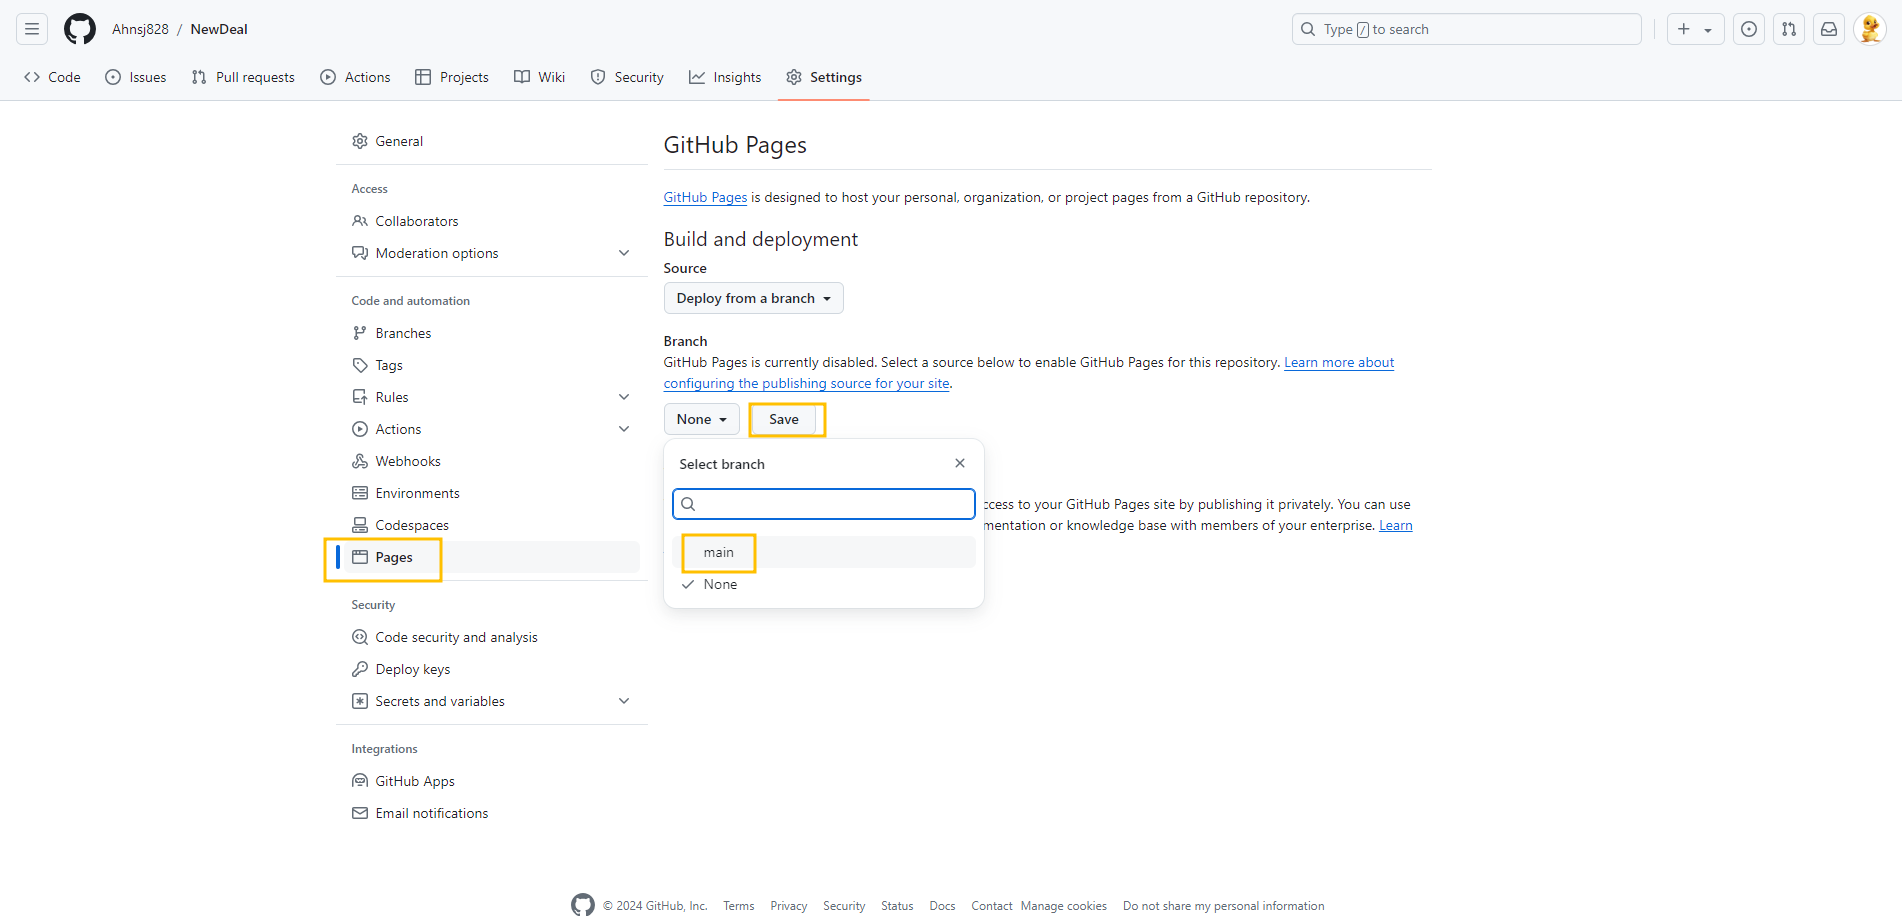 Ahnsj828 / NewDeal
Type / to search
Code Issues Pull requests Actions Projects Wiki Security Insights Settings
General
Access
Collaborators
Moderation options
Code and automation
Branches
Tags
Rules
Actions
Webhooks
Environments
Codespaces
Pages
Security
Code security and analysis
Deploy keys
Secrets and variables
Integrations
GitHub Apps
Email notifications
GitHub Pages
GitHub Pages is designed to host your personal, organization, or project pages from a GitHub repository.
Build and deployment
Source
Deploy from a branch
Branch
GitHub Pages is currently disabled. Select a source below to enable GitHub Pages for this repository. Learn more about
configuring the publishing source for your site.
None Save
Select branch
to your GitHub Pages site by publishing it privately. You can use
or knowledge base with members of your enterprise. Learn
main
None
© 2024 GitHub, Inc. Terms Privacy Security Status Docs Contact Manage cookies Do not share my personal information